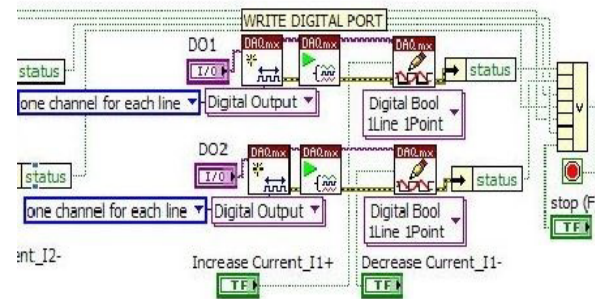 WRITE DIGITAL PORT
DO1
DAQmx DAQmx DAQmx
I/O
status
status
one channel for each line
Digital Output
Digital Bool
1Line 1Point
DO2
DAQmx DAQmx DAQmx
I/O
status
status
one channel for each line
Digital Output
Digital Bool
1Line 1Point
stop (F
TF
ent_I2-
Increase Current_I1+
Decrease Current_I1-
TF
TF